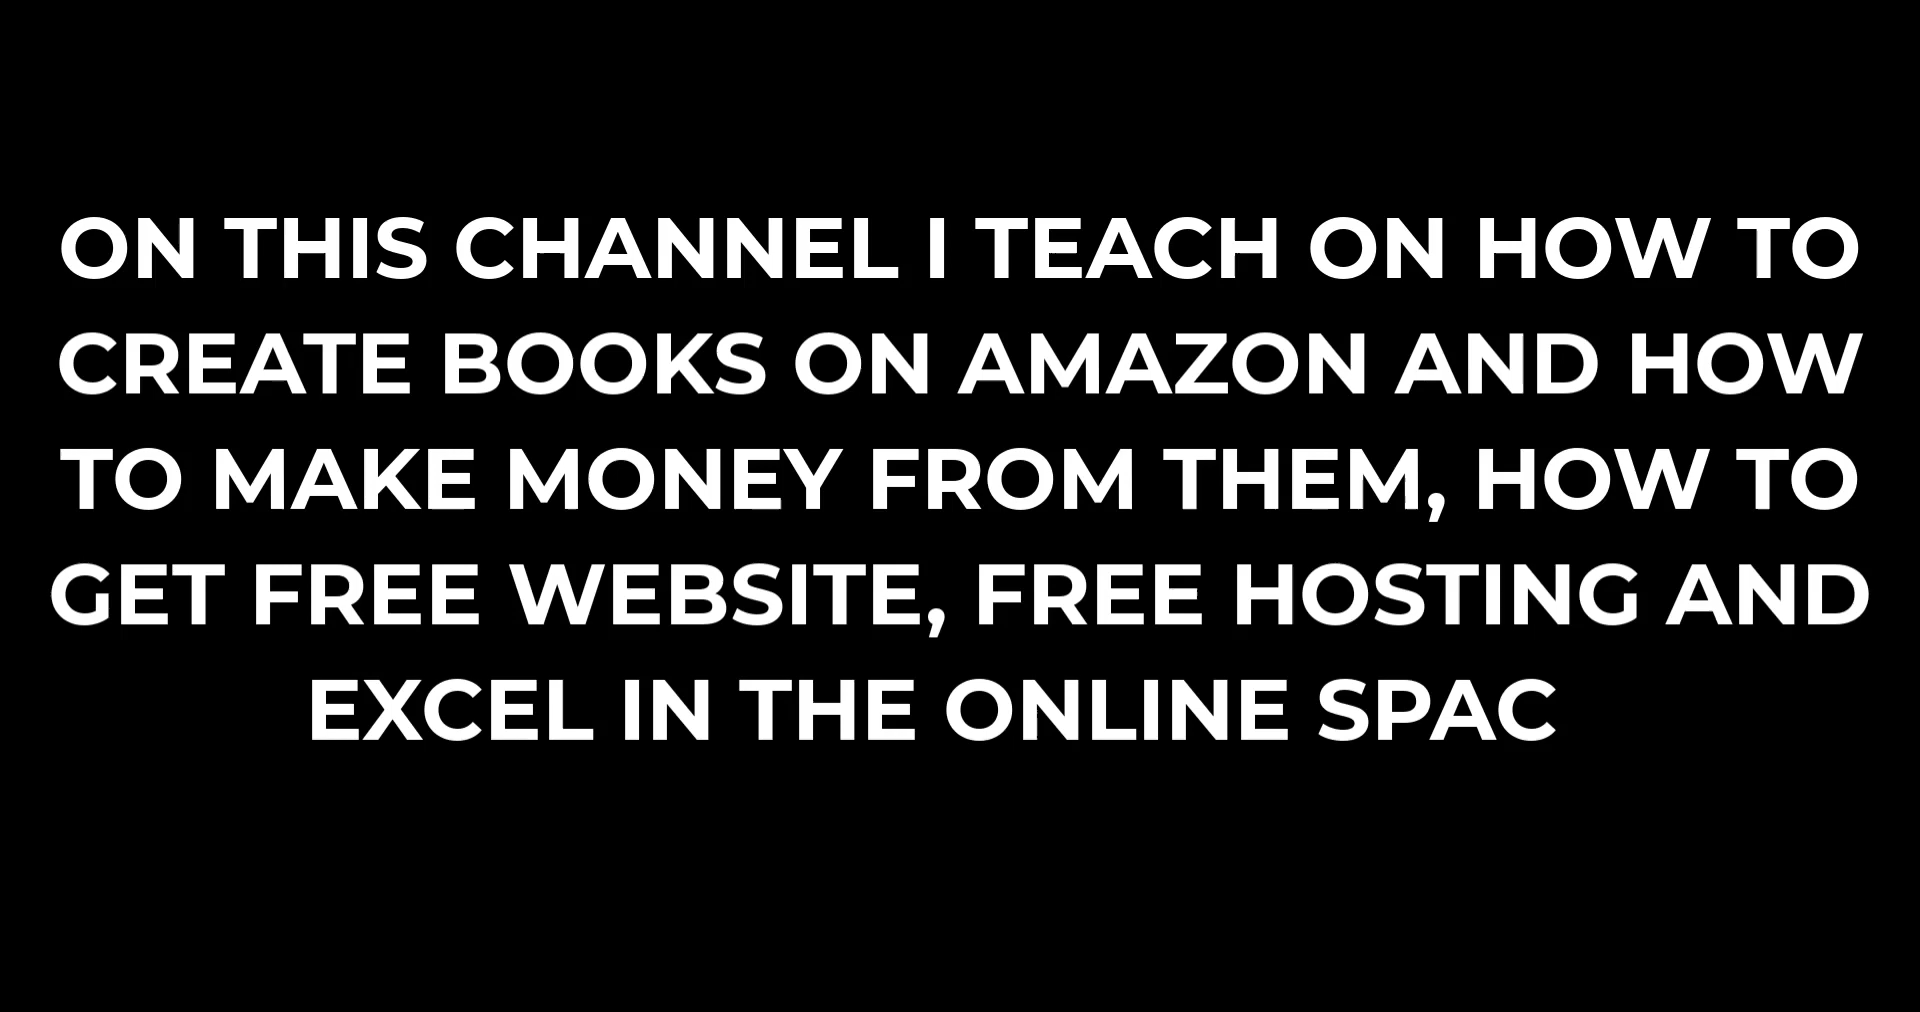 ON THIS CHANNEL I TEACH ON HOW TO
CREATE BOOKS ON AMAZON AND HOW
TO MAKE MONEY FROM THEM, HOW TO
GET FREE WEBSITE, FREE HOSTING AND
EXCEL IN THE ONLINE SPAC